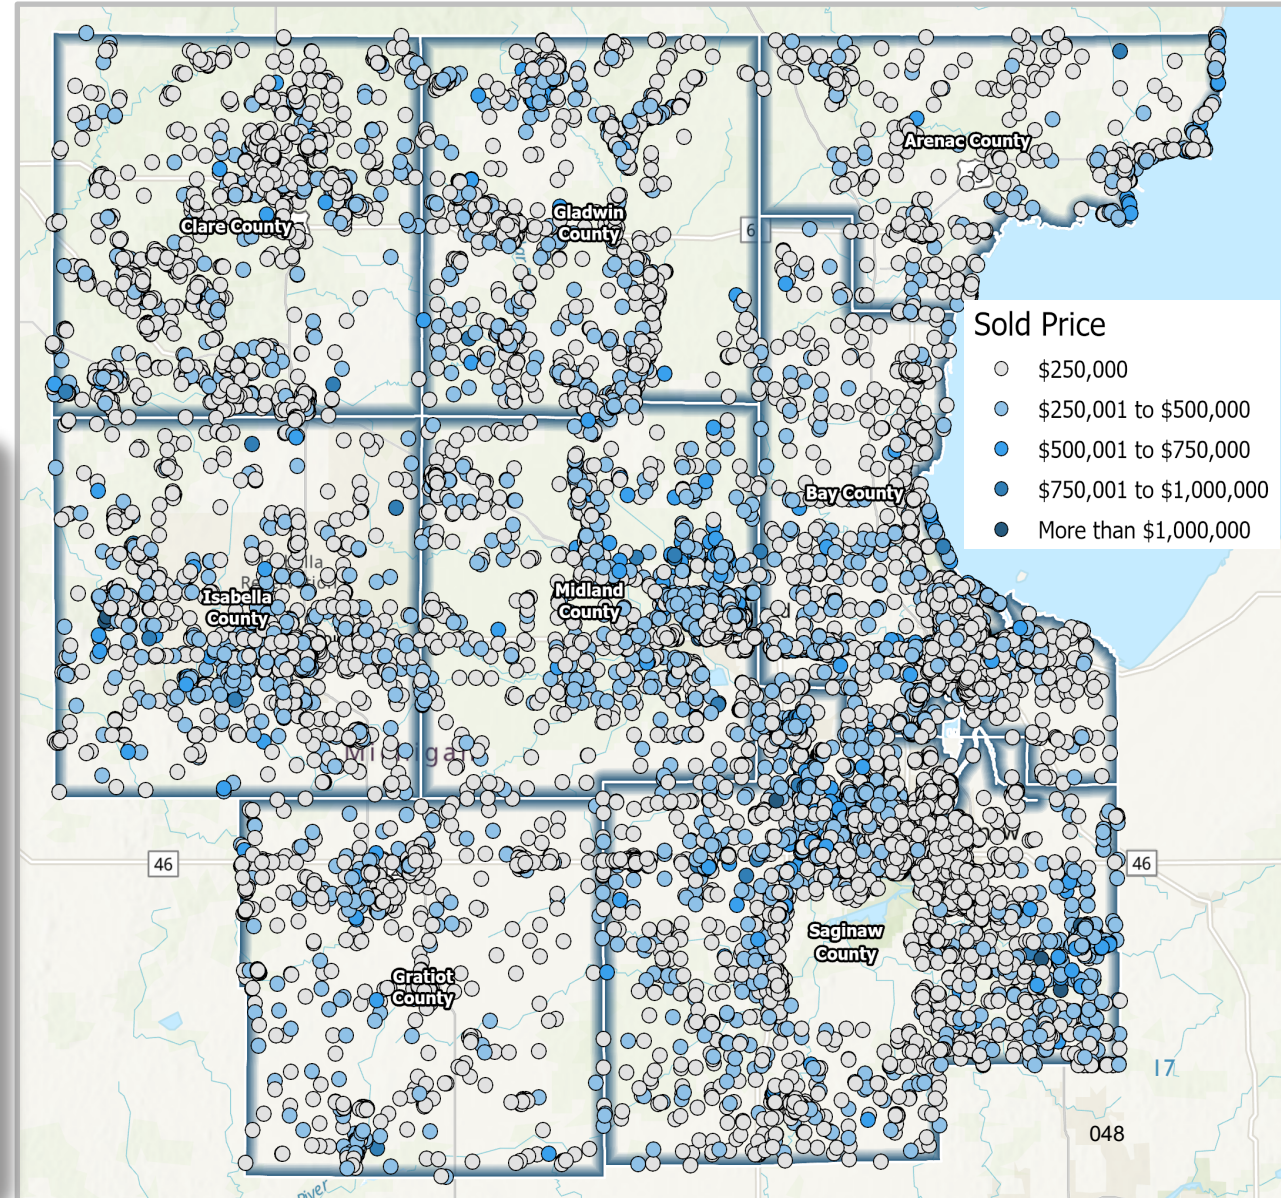 Arenac County
Clare County
Gladwin
County
6
Sold Price
$250,000
$250,001 to $500,000
$500,001 to $750,000
$750,001 to $1,000,000
More than $1,000,000
Bay County
Isabella
County
Midland
County
Michigan
46
46
Saginaw
County
Gratiot
County
17
048
River